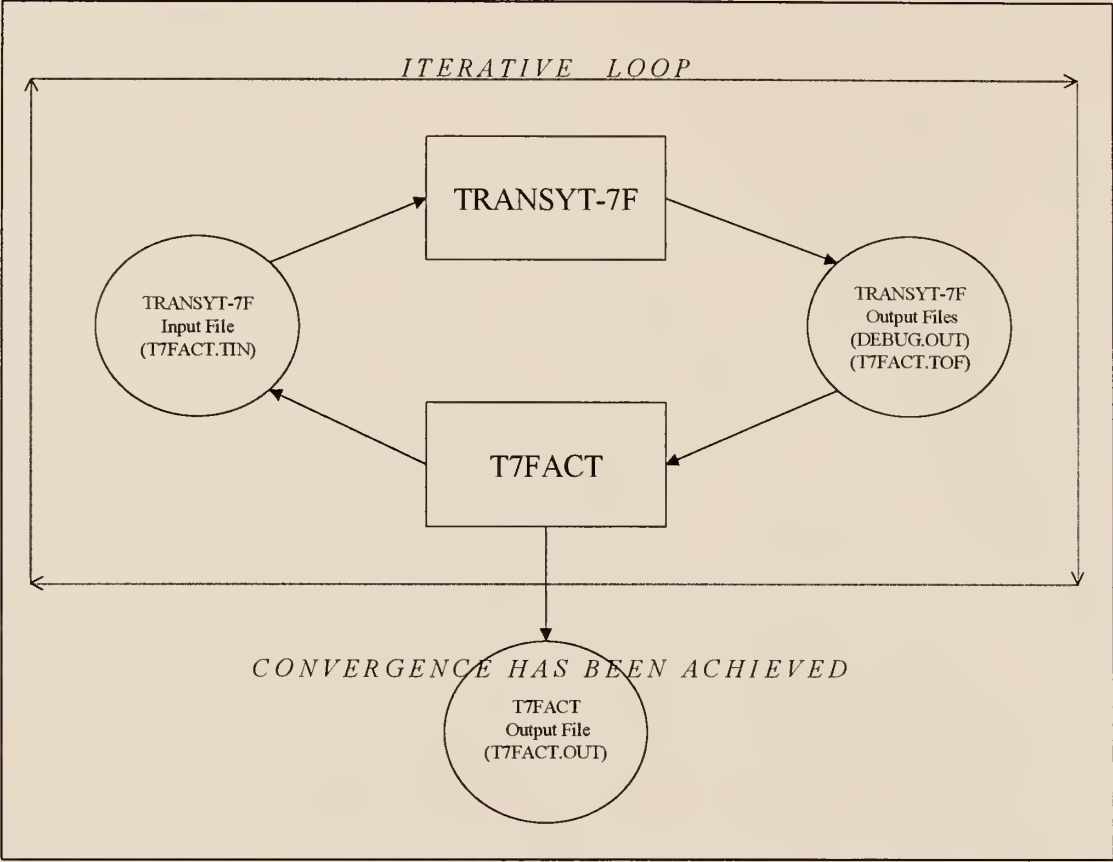 ITERATIVE LOOP
TRANSYT-7F
TRANSYT-7F
Input File
(T7FACT.TIN)
TRANSYT-7F
Output Files
(DEBUG.OUT)
(T7FACT.TOF)
T7FACT
CONVERGENCE HAS BEEN ACHIEVED
T7FACT
Output File
(T7FACT.OUT)